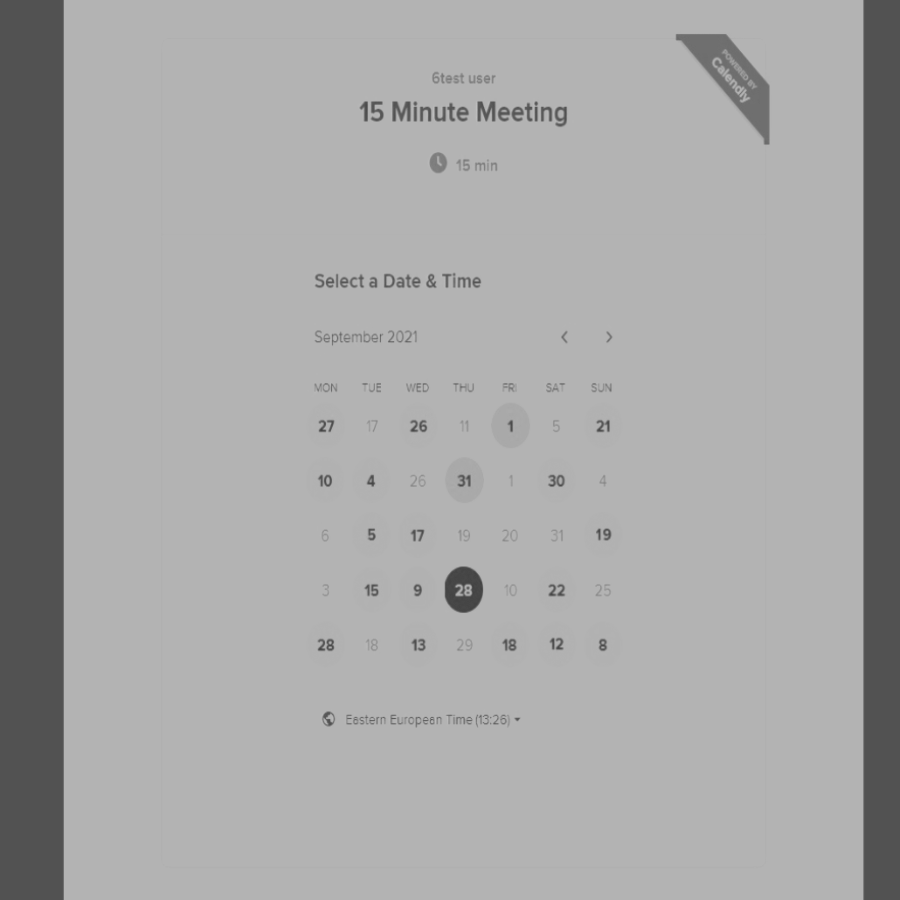 POWERED BY
Calendly
6test user
15 Minute Meeting
15 min
Select a Date & Time
September 2021
MON TUE WED THU FRI SAT SUN
27 17 26 11 1 5 21
10 4 26 31 1 30 4
6 5 17 19 20 31 19
3 15 9 28 10 22 25
28 18 13 29 18 12 8
Eastern European Time (13:26)